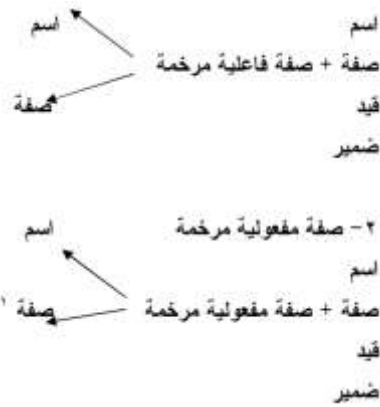 اسم اسم
صفة + صفة فاعلية مرخمة
قيد صفة
ضمير
٢- صفة مفعولية مرخمة اسم
اسم
صفة + صفة مفعولية مرخمة صفة ١
قيد
ضمير